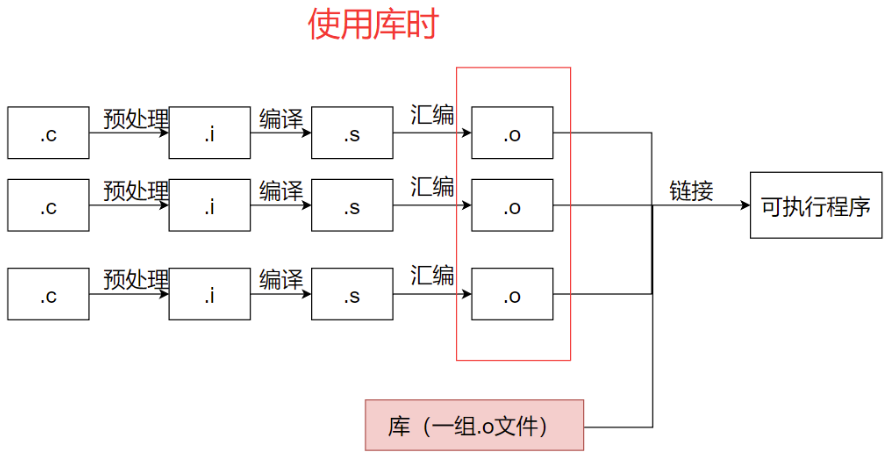 使用库时
.c 预处理 .i 编译 .s 汇编 .o
.c 预处理 .i 编译 .s 汇编 .o 链接 可执行程序
.c 预处理 .i 编译 .s 汇编 .o
库（一组.o文件）